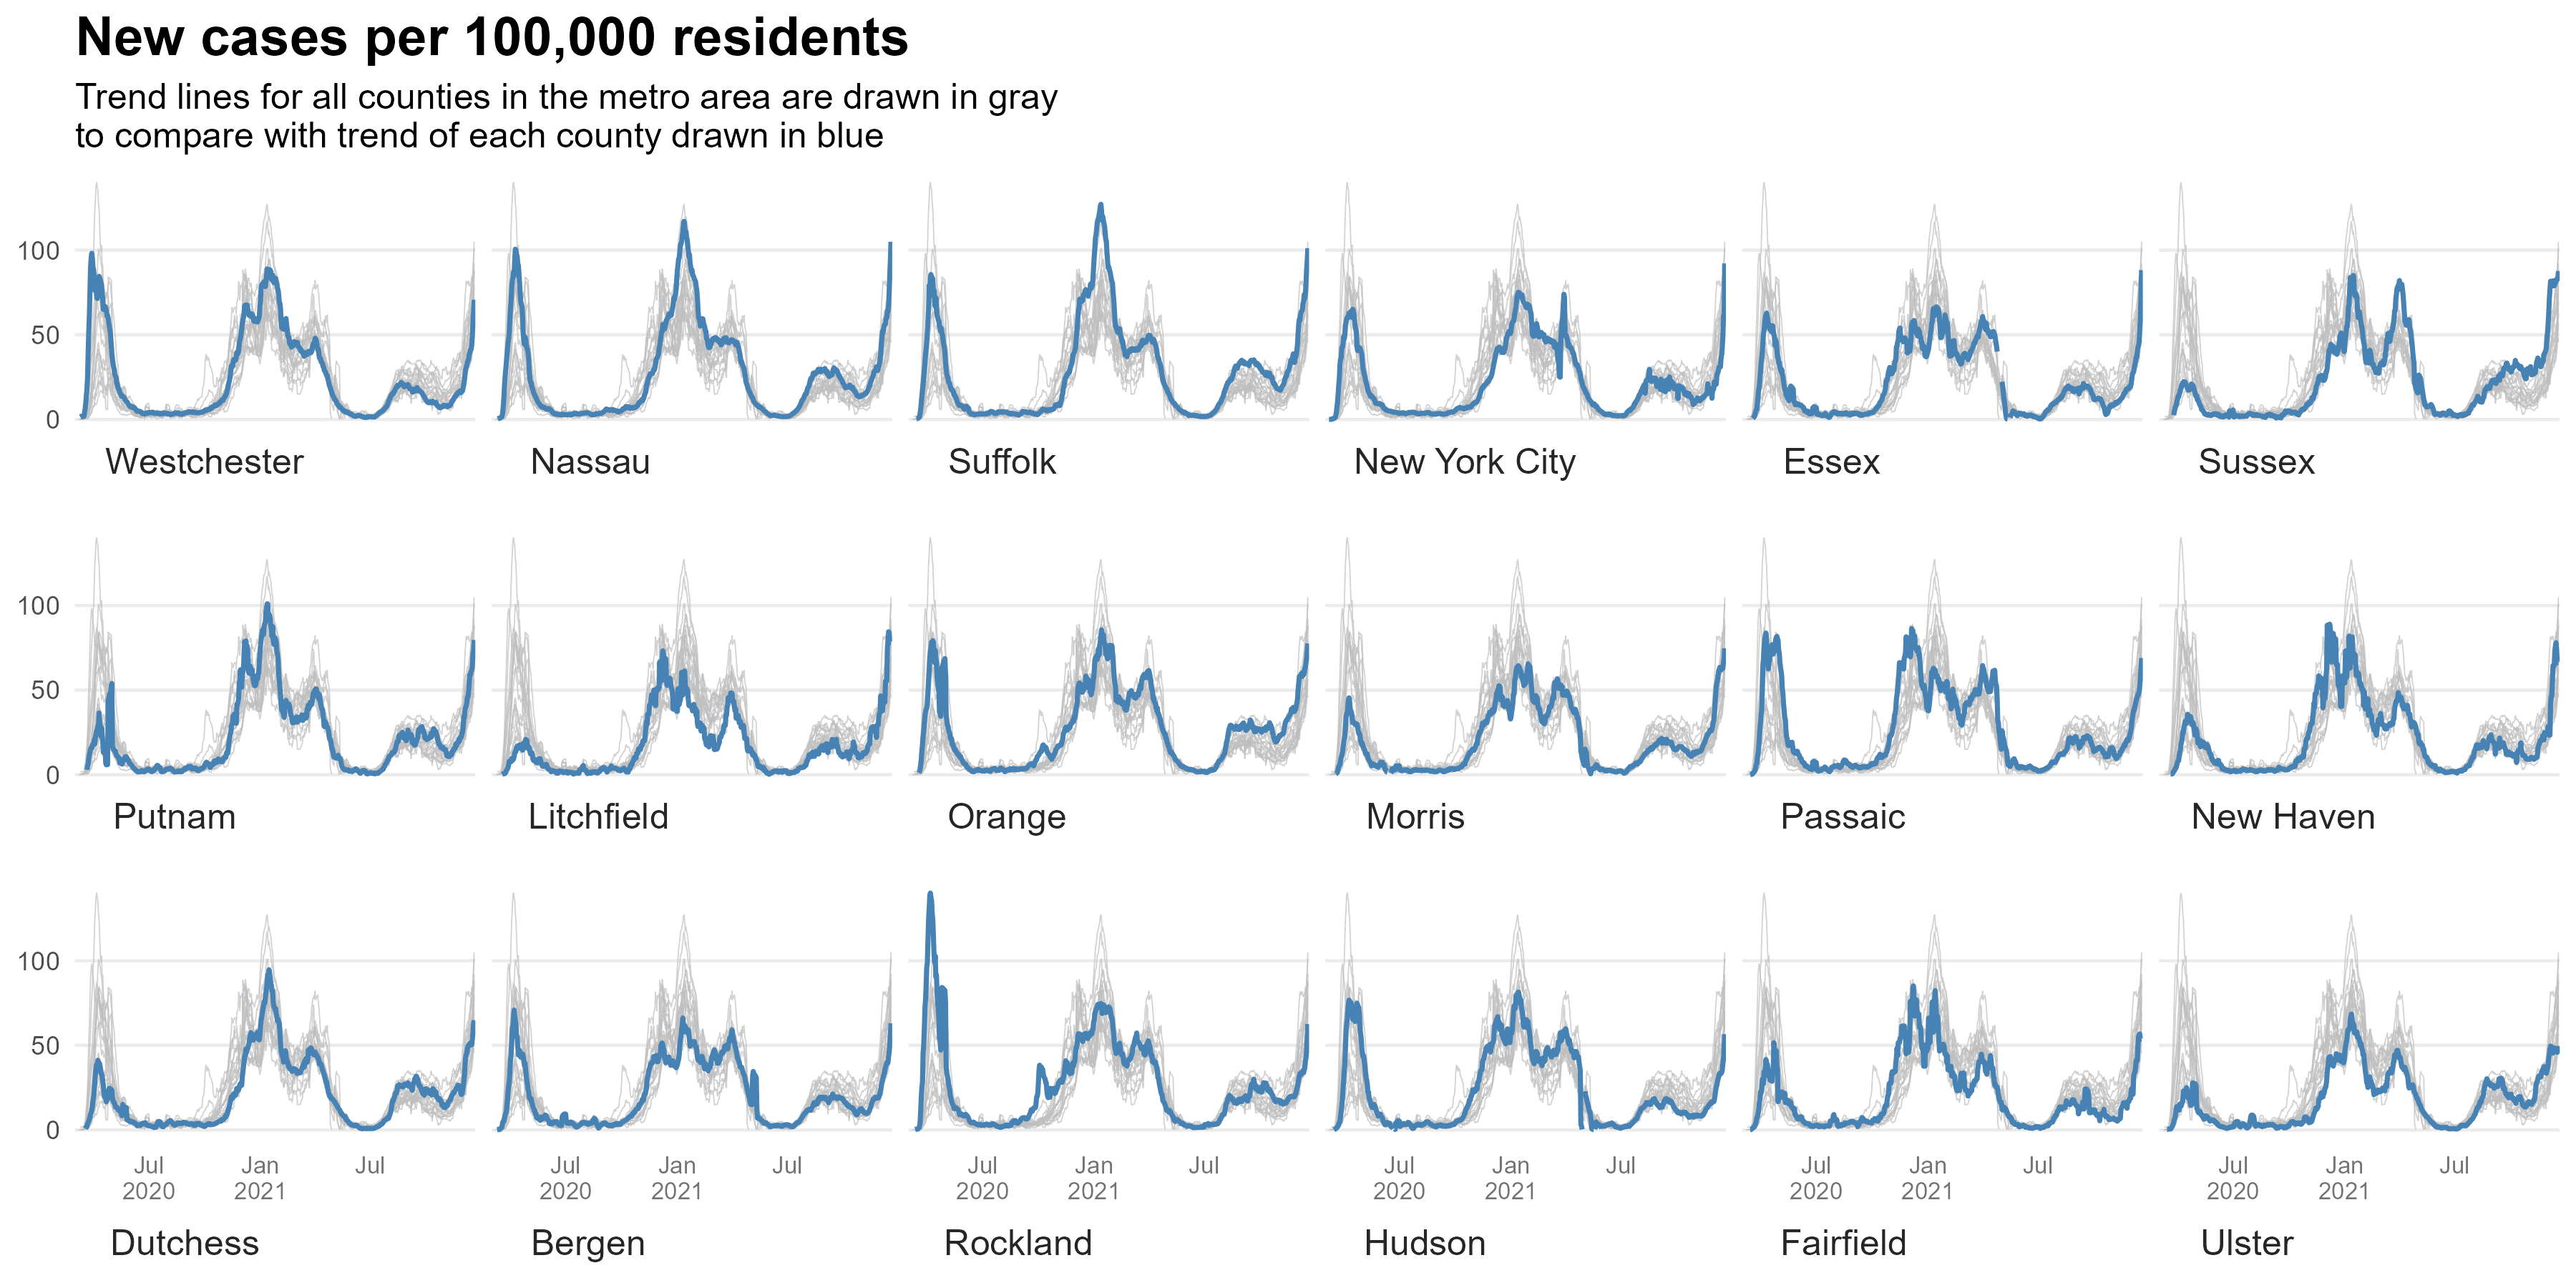 New cases per 100,000 residents
Trend lines for all counties in the metro area are drawn in gray
to compare with trend of each county drawn in blue
100
50
0
Westchester Nassau Suffolk New York City Essex Sussex
100
50
0
Putnam Litchfield Orange Morris Passaic New Haven
100
50
0
Jul Jan Jul Jul Jan Jul Jul Jan Jul Jul Jan Jul Jul Jan Jul Jul Jan Jul
2020 2021 2020 2021 2020 2021 2020 2021 2020 2021 2020 2021
Dutchess Bergen Rockland Hudson Fairfield Ulster